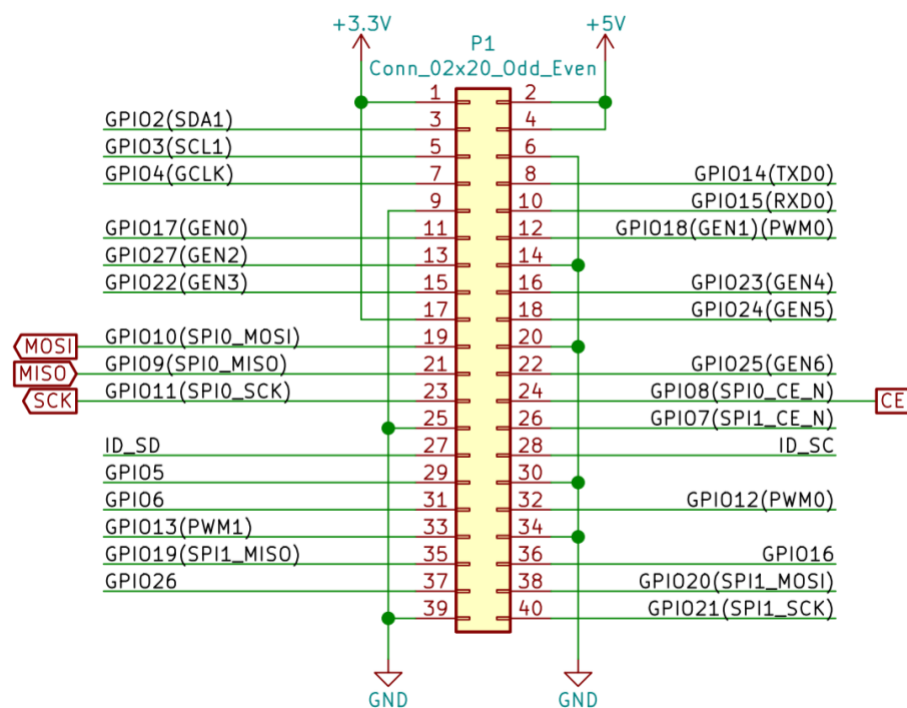 +3.3V +5V
P1
Conn_02x20_Odd_Even
1 2
GPIO2(SDA1) 3 4
GPIO3(SCL1) 5 6
GPIO4(GCLK) 7 8 GPIO14(TXD0)
9 10 GPIO15(RXD0)
GPIO17(GEN0) 11 12 GPIO18(GEN1)(PWM0)
GPIO27(GEN2) 13 14
GPIO22(GEN3) 15 16 GPIO23(GEN4)
17 18 GPIO24(GEN5)
MOSI GPIO10(SPI0_MOSI) 19 20
MISO GPIO9(SPI0_MISO) 21 22 GPIO25(GEN6)
SCK GPIO11(SPI0_SCK) 23 24 GPIO8(SPI0_CE_N) CE
25 26 GPIO7(SPI1_CE_N)
ID_SD 27 28 ID_SC
GPIO5 29 30
GPIO6 31 32 GPIO12(PWM0)
GPIO13(PWM1) 33 34
GPIO19(SPI1_MISO) 35 36 GPIO16
GPIO26 37 38 GPIO20(SPI1_MOSI)
39 40 GPIO21(SPI1_SCK)
GND GND